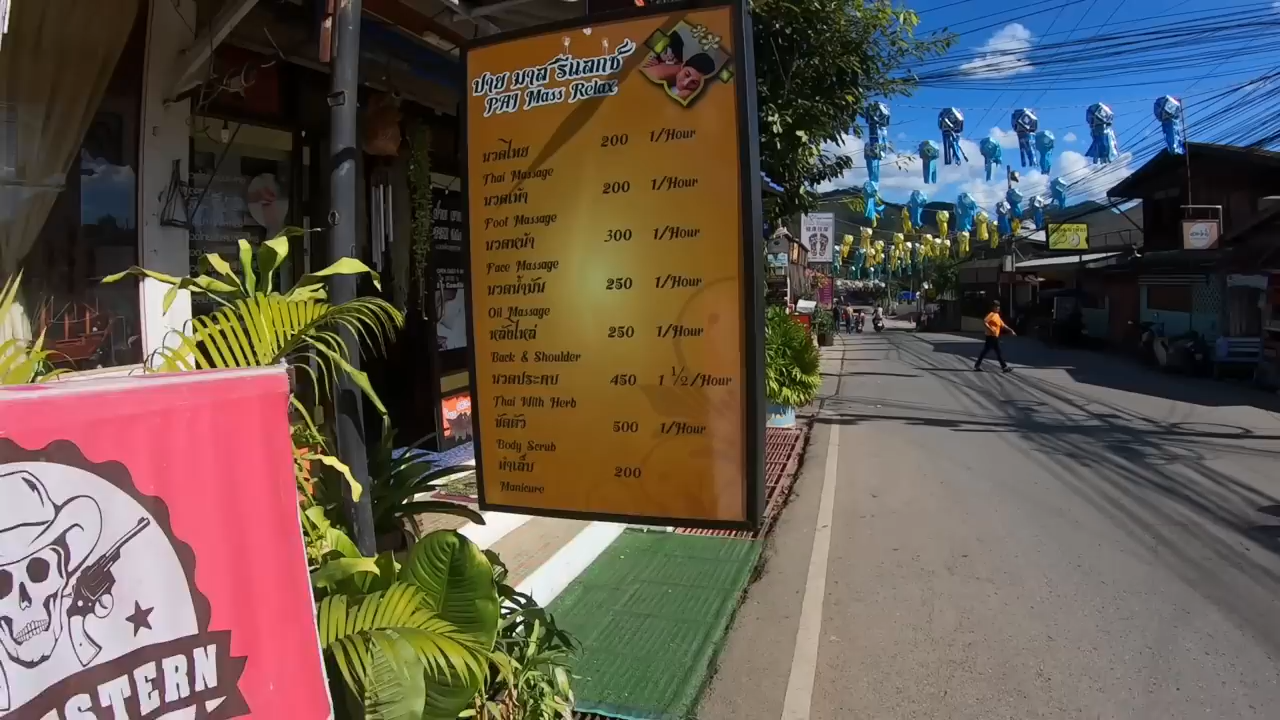 ปาย มาส รีแลกซ์
PAI Mass Relax
นวดไทย 200 1/Hour
Thai Massage
นวดเท้า 200 1/Hour
Foot Massage
นวดหน้า 300 1/Hour
Face Massage
นวดน้ำมัน 250 1/Hour
Oil Massage
หลังไหล่ 250 1/Hour
Back & Shoulder
นวดประคบ 450 1 1/2/Hour
Thai With Herb
ขัดตัว 500 1/Hour
Body Scrub
ทำเล็บ 200
Manicure
STERN